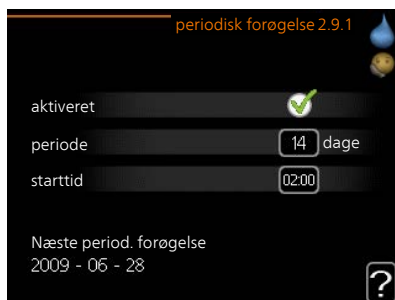 periodisk forøgelse 2.9.1
aktiveret
periode 14 dage
starttid 02:00
Næste period. forøgelse
2009 - 06 - 28
?